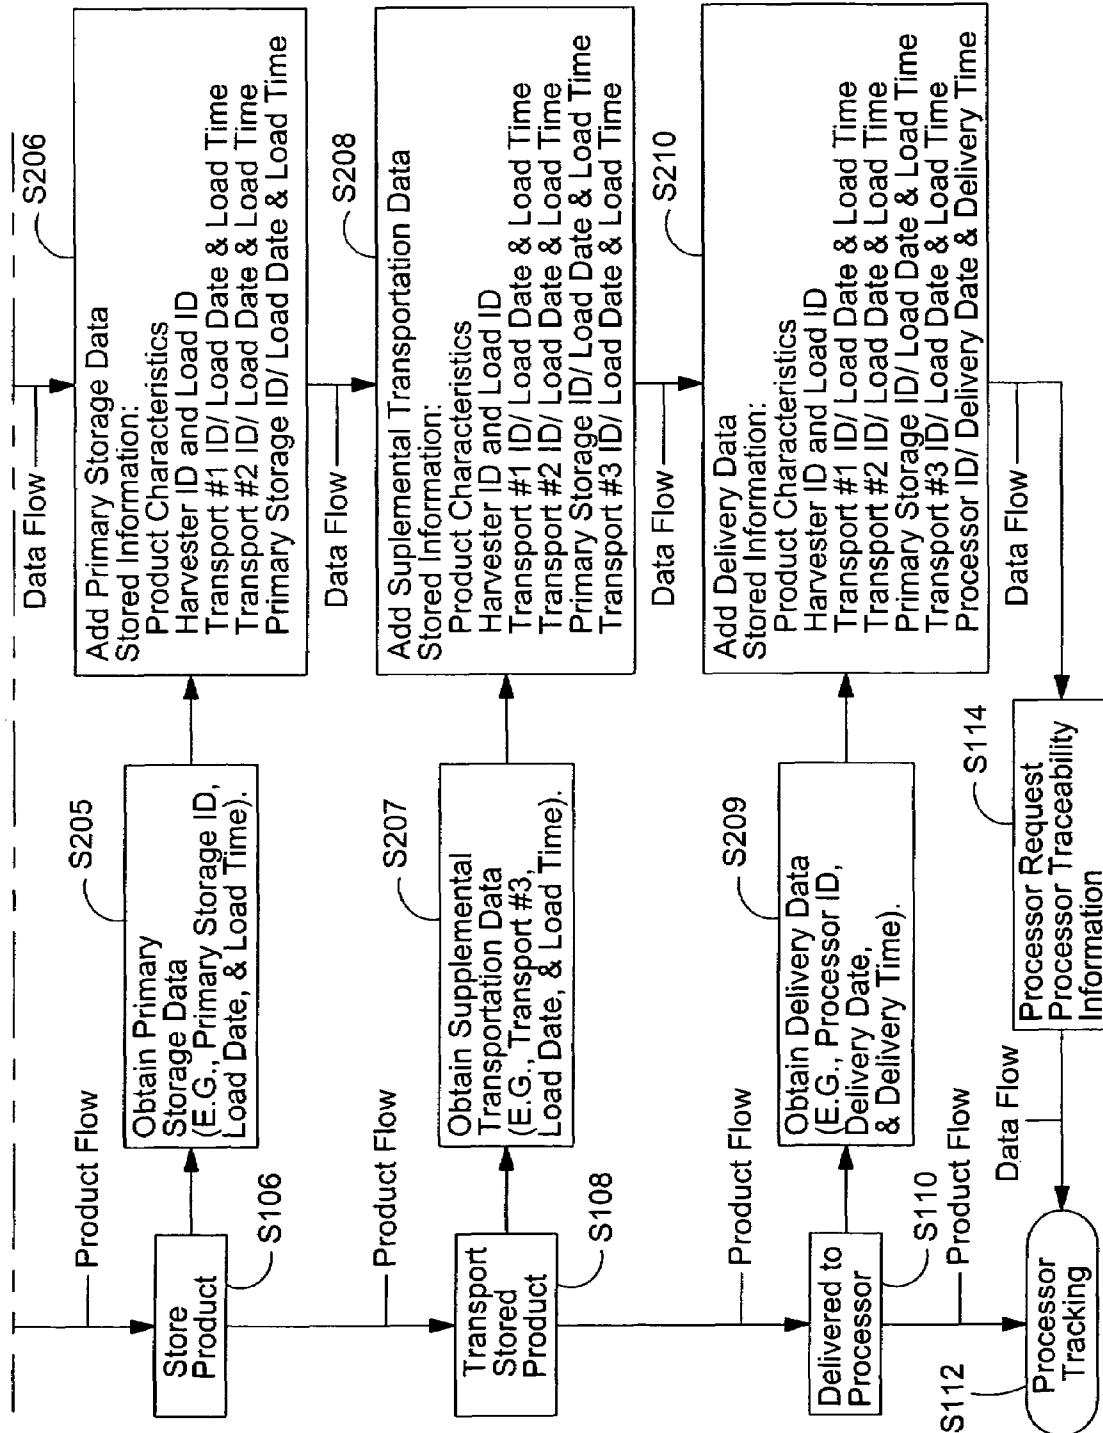 Product Flow
Store
Product
S106
Obtain Primary
Storage Data
(E.G., Primary Storage ID,
Load Date, & Load Time).
S205
Data Flow
S206
Add Primary Storage Data
Stored Information:
Product Characteristics
Harvester ID and Load ID
Transport #1 ID/ Load Date & Load Time
Transport #2 ID/ Load Date & Load Time
Primary Storage ID/ Load Date & Load Time
Product Flow
Transport
Stored
Product
S108
Obtain Supplemental
Transportation Data
(E.G., Transport #3,
Load Date, & Load Time).
S207
Data Flow
S208
Add Suplemental Transportation Data
Stored Information:
Product Characteristics
Harvester ID and Load ID
Transport #1 ID/ Load Date & Load Time
Transport #2 ID/ Load Date & Load Time
Primary Storage ID/ Load Date & Load Time
Transport #3 ID/ Load Date & Load Time
Product Flow
Delivered to
Processor
S110
Obtain Delivery Data
(E.G., Processor ID,
Delivery Date,
& Delivery Time).
S209
Data Flow
S210
Add Delivery Data
Stored Information:
Product Characteristics
Harvester ID and Load ID
Transport #1 ID/ Load Date & Load Time
Transport #2 ID/ Load Date & Load Time
Primary Storage ID/ Load Date & Load Time
Transport #3 ID/ Load Date & Load Time
Processor ID/ Delivery Date & Delivery Time
Product Flow
S112
Processor
Tracking
Data Flow
Processor Request
Processor Traceability
Information
S114
Data Flow